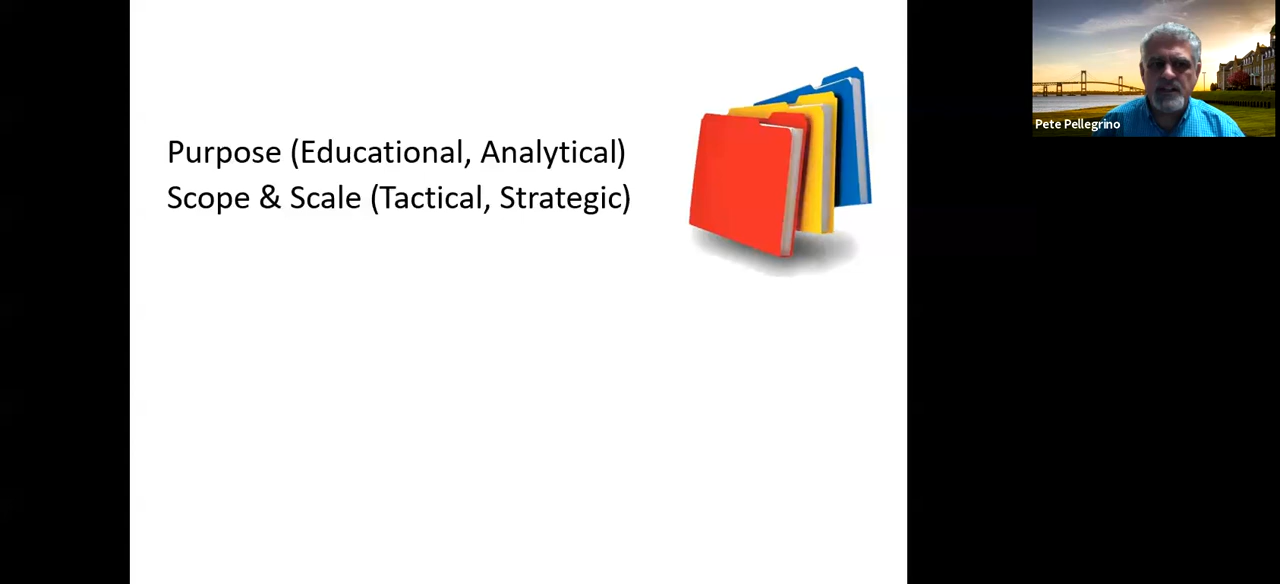 Purpose (Educational, Analytical)
Scope & Scale (Tactical, Strategic)
Pete Pellegrino